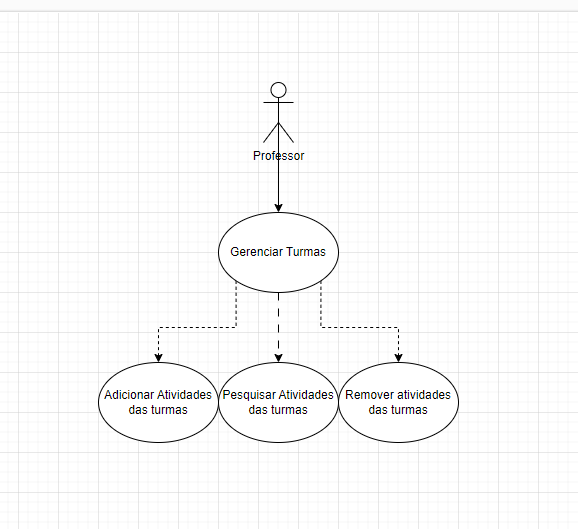 Professor
Gerenciar Turmas
Adicionar Atividades
das turmas
Pesquisar Atividades
das turmas
Remover atividades
das turmas